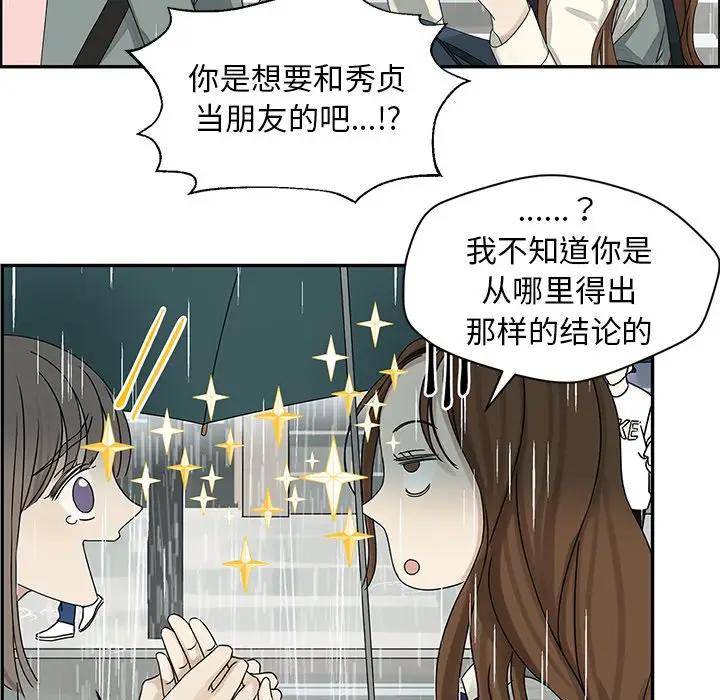 你是想要和秀贞
当朋友的吧...!?
......？
我不知道你是
从哪里得出
那样的结论的
KEV